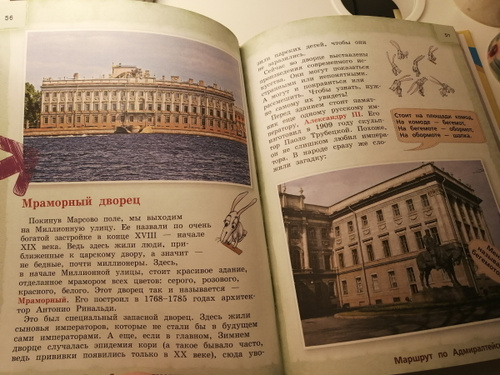 56
Мраморный дворец
Покинув Марсово поле, мы выходим
на Миллионную улицу. Ее назвали по очень
богатой застройке в конце XVIII — начале
XIX века. Ведь здесь жили люди, при-
ближенные к царскому двору, а значит —
не бедные, почти миллионеры. Здесь,
в начале Миллионной улицы, стоит красивое здание,
отделанное мрамором всех цветов: серого, розового,
красного, белого. Этот дворец так и называется —
Мраморный. Его построил в 1768–1785 годах архитек-
тор Антонио Ринальди.
Это был специальный запасной дворец. Здесь жили
сыновья императоров, которые не стали бы в будущем
сами императорами. А еще, если в главном, Зимнем
дворце случалась эпидемия кори (а такое бывало часто,
ведь прививки появились только в XX веке), сюда уво-
зили царских детей, чтобы они
не заразились.
Сейчас во дворце выставлены
произведения современного ис-
кусства. Они могут показаться
странными или непонятными.
А могут и понравиться или
рассмешить. Чтобы узнать, нуж-
но их увидеть!
Перед зданием стоит памят-
ник еще одному русскому им-
ператору, Александру III. Его
изготовил в 1909 году скульп-
тор Паоло Трубецкой. Похоже,
он не слишком любил импера-
тора. В народе сразу же сло-
жили загадку:
Стоит на площади комод,
На комоде — бегемот,
На бегемоте — обормот,
На обормоте — шапка.
Маршрут по Адмиралтейс